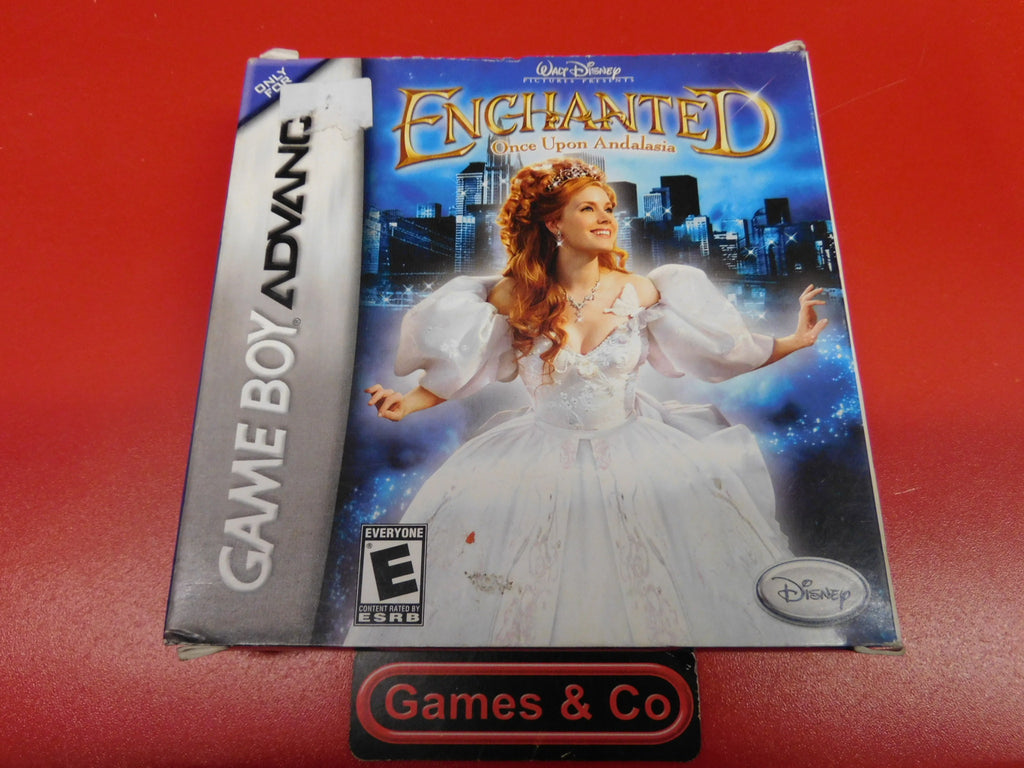 ONLY
FOR
GAME BOY ADVANC
®
WALT DISNEY
PICTURES PRESENTS
ENCHANTED
Once Upon Andalasia
EVERYONE
®
E
CONTENT RATED BY
ESRB
DISNEY
Games & Co